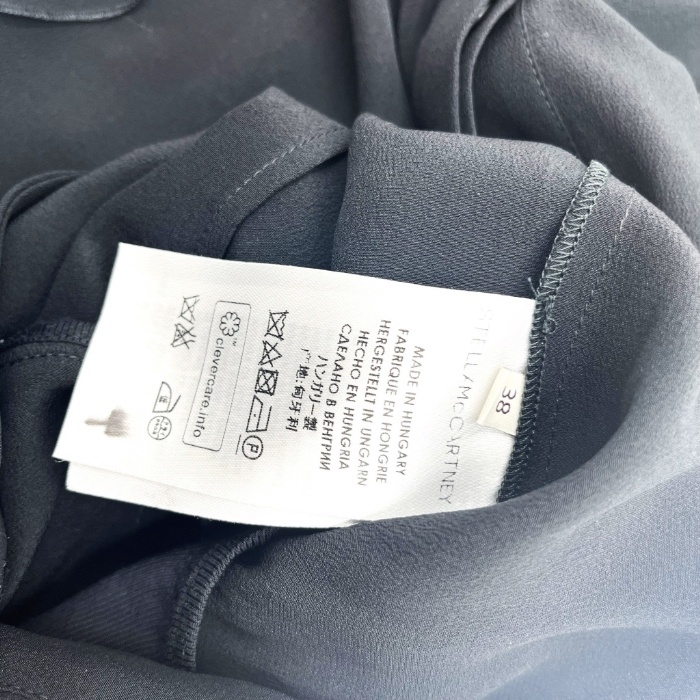 STELLA McCARTNEY
38
MADE IN HUNGARY
FABRIQUE EN HONGRIE
HERGESTELLT IN UNGARN
HECHO EN HUNGRIA
СДЕЛАНО В ВЕНГРИИ
ハンガリー製
产地:匈牙利
P
clevercare.info